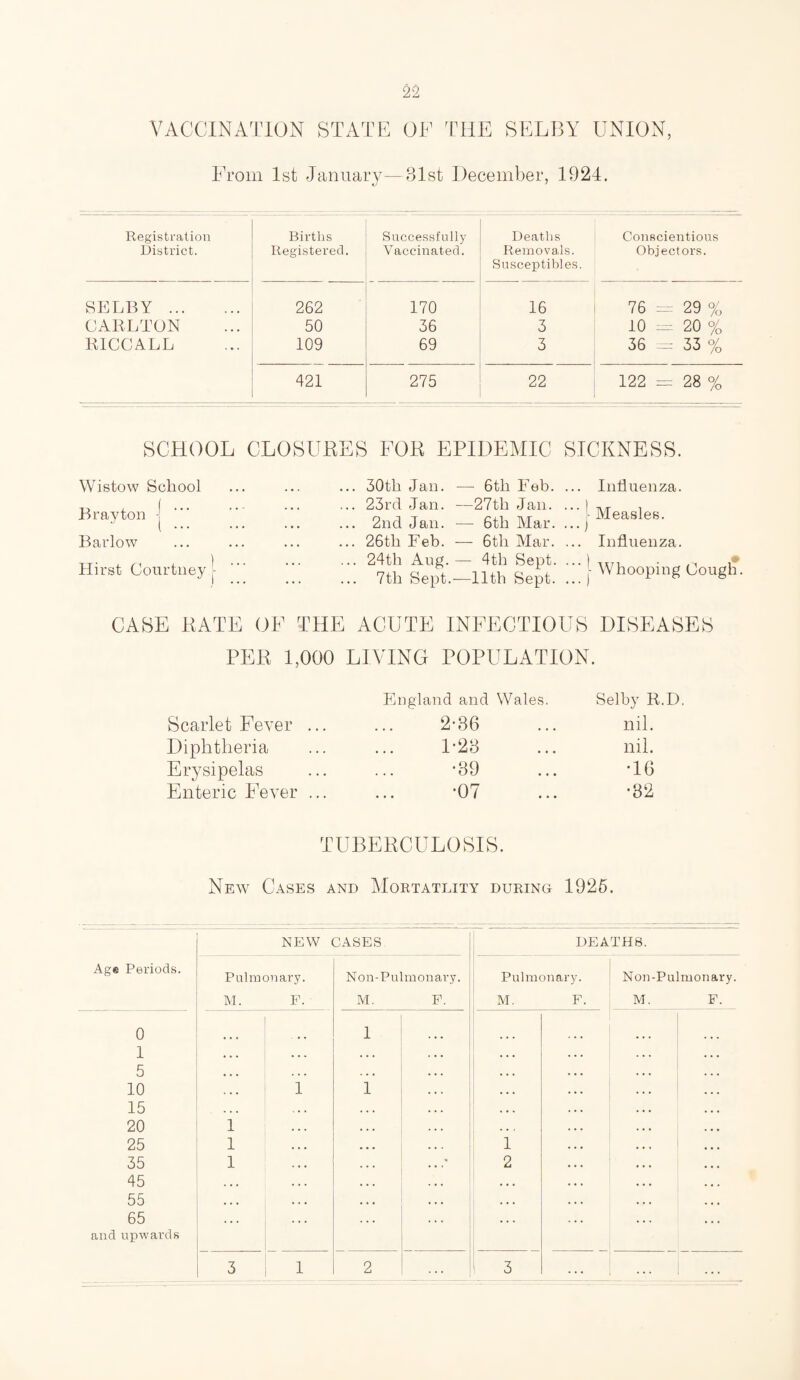 22
VACCINATION STATE OF THE SELBY UNION,
From 1st January—31st December, 1924.
Registration District. Births Registered. Successfully Vaccinated. Deaths Removals. Susceptibles. Conscientious Objectors.
SELBY ... ... 262 170 16 76 = 29 %
CARLTON ... 50 36 3 10 = 20 %
RICCALL ... 109 69 3 36 = 33 %
421 275 22 122 = 28 %
SCHOOL CLOSURES FOR EPIDEMIC SICKNESS.
Wistow School ... ... ... 30th Jan. — 6th Feb. ... Influenza.
Brayton { ... ... ... ... 23rd Jan. —27th Jan. ... } Measles.
{ ... ... ... ... 2nd Jan. — 6th Mar. ... }
Barlow ... ... ... ... 26th Feb. — 6th Mar. ... Influenza.
Hirst Courtney } ... ... ... 24th Aug. — 4th Sept. ... } Whooping Cough.
} ... ... ... 7th Sept.—11th Sept. ... }
CASE RATE OF THE ACUTE INFECTIOUS DISEASES
PER 1,000 LIVING POPULATION.
England and Wales. Selby R.D.
Scarlet Fever ... ... 2·36 ... nil.
Diphtheria ... ... 1·23 ... nil.
Erysipelas ... ... ·39 ... ·16
Enteric Fever ... ... ·07 ... ·32
TUBERCULOSIS.
New Cases and Mortatlity during 1925.
NEW CASES DEATHS.
Age Periods. Pulmonary. Non-Pulmonary. Pulmonary. Non-Pulmonary.
M. F. M. F. M. F. M. F.
0 ... ... 1 ... ... ... ... ...
1 ... ... ... ... ... ... ... ...
5 ... ... ... ... ... ... ... ...
10 ... 1 1 ... ... ... ... ...
15 ... ... ... ... ... ... ... ...
20 1 ... ... ... ... ... ... ...
25 1 ... ... ... 1 ... ... ...
35 1 ... ... ... 2 ... ... ...
45 ... ... ... ... ... ... ... ...
55 ... ... ... ... ... ... ... ...
65 ... ... ... ... ... ... ... ...
and upwards
3 1 2 ... 3 ... ... ...